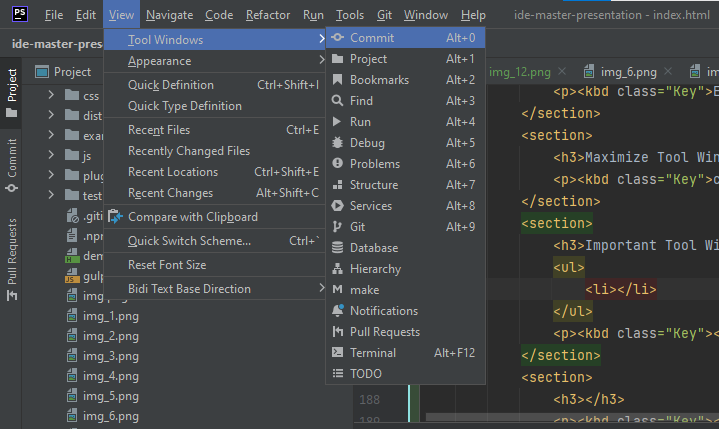 PS File Edit View Navigate Code Refactor Run Tools Git Window Help ide-master-presentation - index.html
ide-master-pres
Project
Commit
Pull Requests
Project
css
dist
exa
js
plug
test
.giti
.npr
dem
gulp
img.png
img_1.png
img_2.png
img_3.png
img_4.png
img_5.png
img_6.png
Tool Windows
Appearance
Quick Definition Ctrl+Shift+I
Quick Type Definition
Recent Files Ctrl+E
Recently Changed Files
Recent Locations Ctrl+Shift+E
Recent Changes Alt+Shift+C
Compare with Clipboard
Quick Switch Scheme... Ctrl+`
Reset Font Size
Bidi Text Base Direction
Commit Alt+0
Project Alt+1
Bookmarks Alt+2
Find Alt+3
Run Alt+4
Debug Alt+5
Problems Alt+6
Structure Alt+7
Services Alt+8
Git Alt+9
Database
Hierarchy
make
Notifications
Pull Requests
Terminal Alt+F12
TODO
img_12.png img_6.png im
<p><kbd class="Key">E
</section>
<section>
<h3>Maximize Tool Win
<p><kbd class="Key">c
</section>
<section>
<h3>Important Tool Wi
<ul>
<li></li>
</ul>
<p><kbd class="Key"><
</section>
<section>
188 <h3></h3>
189 <p><kbd class="Key"><